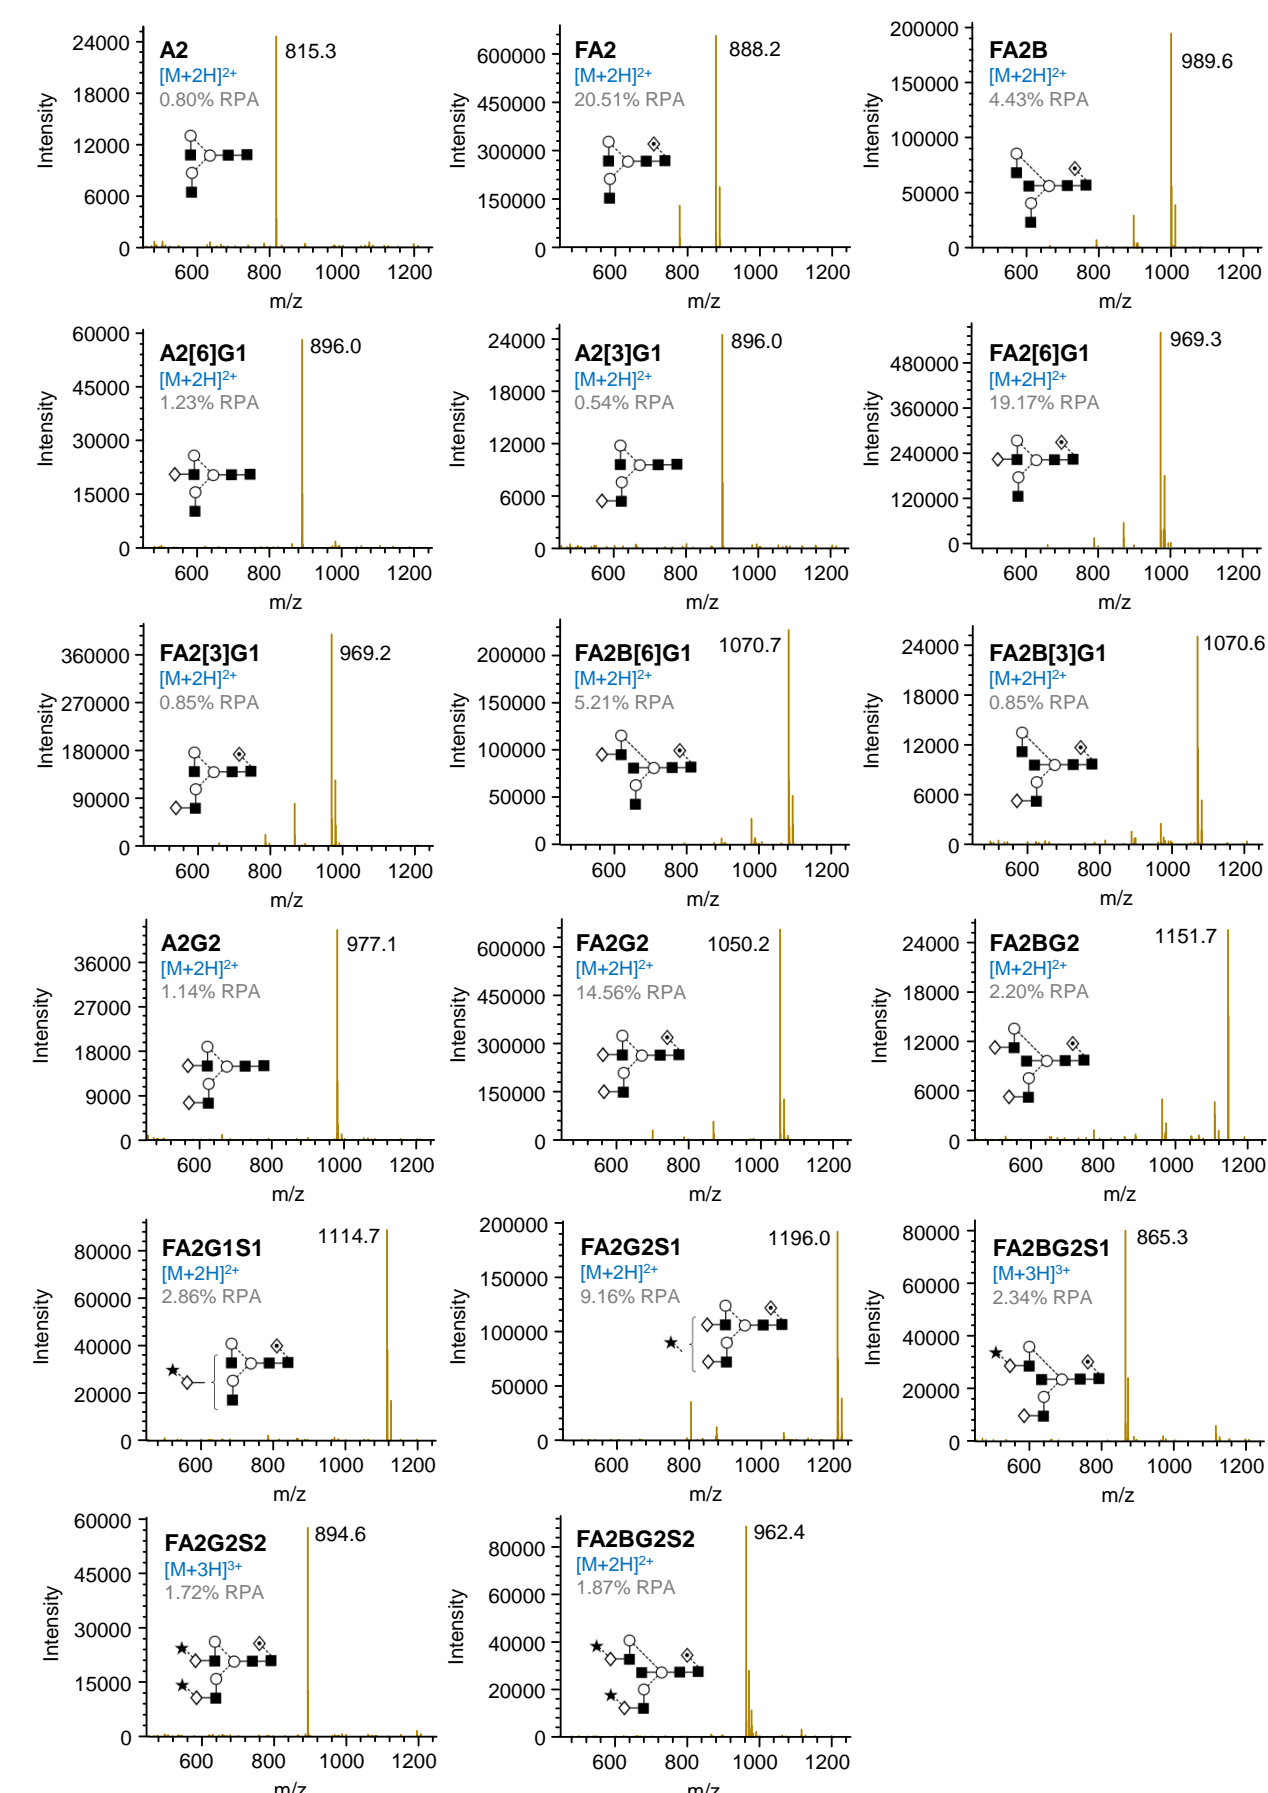 A2
[M+2H]2+
0.80% RPA
815.3
24000
18000
12000
6000
0
Intensity
600 800 1000 1200
m/z
FA2
[M+2H]2+
20.51% RPA
888.2
600000
450000
300000
150000
0
Intensity
600 800 1000 1200
m/z
FA2B
[M+2H]2+
4.43% RPA
989.6
200000
150000
100000
50000
0
Intensity
600 800 1000 1200
m/z
A2[6]G1
[M+2H]2+
1.23% RPA
896.0
60000
45000
30000
15000
0
Intensity
600 800 1000 1200
m/z
A2[3]G1
[M+2H]2+
0.54% RPA
896.0
24000
18000
12000
6000
0
Intensity
600 800 1000 1200
m/z
FA2[6]G1
[M+2H]2+
19.17% RPA
969.3
480000
360000
240000
120000
0
Intensity
600 800 1000 1200
m/z
FA2[3]G1
[M+2H]2+
0.85% RPA
969.2
360000
270000
180000
90000
0
Intensity
600 800 1000 1200
m/z
FA2B[6]G1
[M+2H]2+
5.21% RPA
1070.7
200000
150000
100000
50000
0
Intensity
600 800 1000 1200
m/z
FA2B[3]G1
[M+2H]2+
0.85% RPA
1070.6
24000
18000
12000
6000
0
Intensity
600 800 1000 1200
m/z
A2G2
[M+2H]2+
1.14% RPA
977.1
36000
27000
18000
9000
0
Intensity
600 800 1000 1200
m/z
FA2G2
[M+2H]2+
14.56% RPA
1050.2
600000
450000
300000
150000
0
Intensity
600 800 1000 1200
m/z
FA2BG2
[M+2H]2+
2.20% RPA
1151.7
24000
18000
12000
6000
0
Intensity
600 800 1000 1200
m/z
FA2G1S1
[M+2H]2+
2.86% RPA
1114.7
80000
60000
40000
20000
0
Intensity
600 800 1000 1200
m/z
FA2G2S1
[M+2H]2+
9.16% RPA
1196.0
200000
150000
100000
50000
0
Intensity
600 800 1000 1200
m/z
FA2BG2S1
[M+3H]3+
2.34% RPA
865.3
80000
60000
40000
20000
0
Intensity
600 800 1000 1200
m/z
FA2G2S2
[M+3H]3+
1.72% RPA
894.6
60000
45000
30000
15000
0
Intensity
600 800 1000 1200
m/z
FA2BG2S2
[M+2H]2+
1.87% RPA
962.4
80000
60000
40000
20000
0
Intensity
600 800 1000 1200
m/z